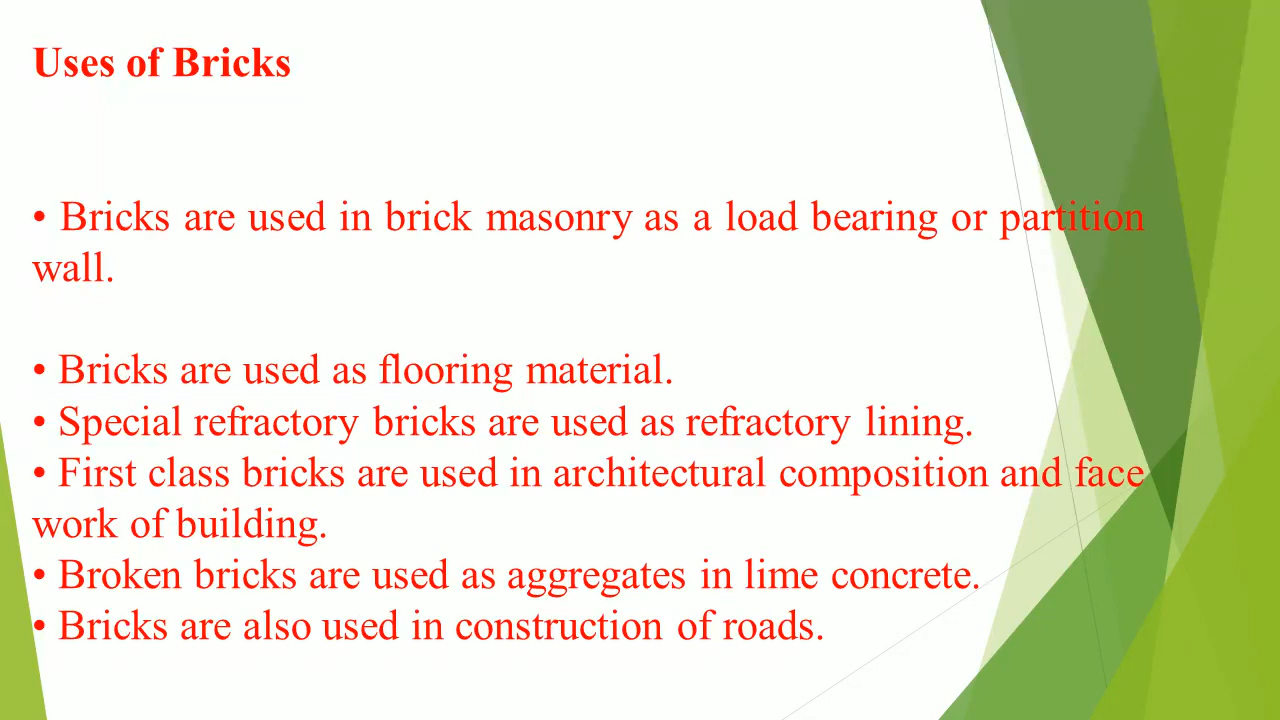 Uses of Bricks
• Bricks are used in brick masonry as a load bearing or partition
wall.
• Bricks are used as flooring material.
• Special refractory bricks are used as refractory lining.
• First class bricks are used in architectural composition and face
work of building.
• Broken bricks are used as aggregates in lime concrete.
• Bricks are also used in construction of roads.